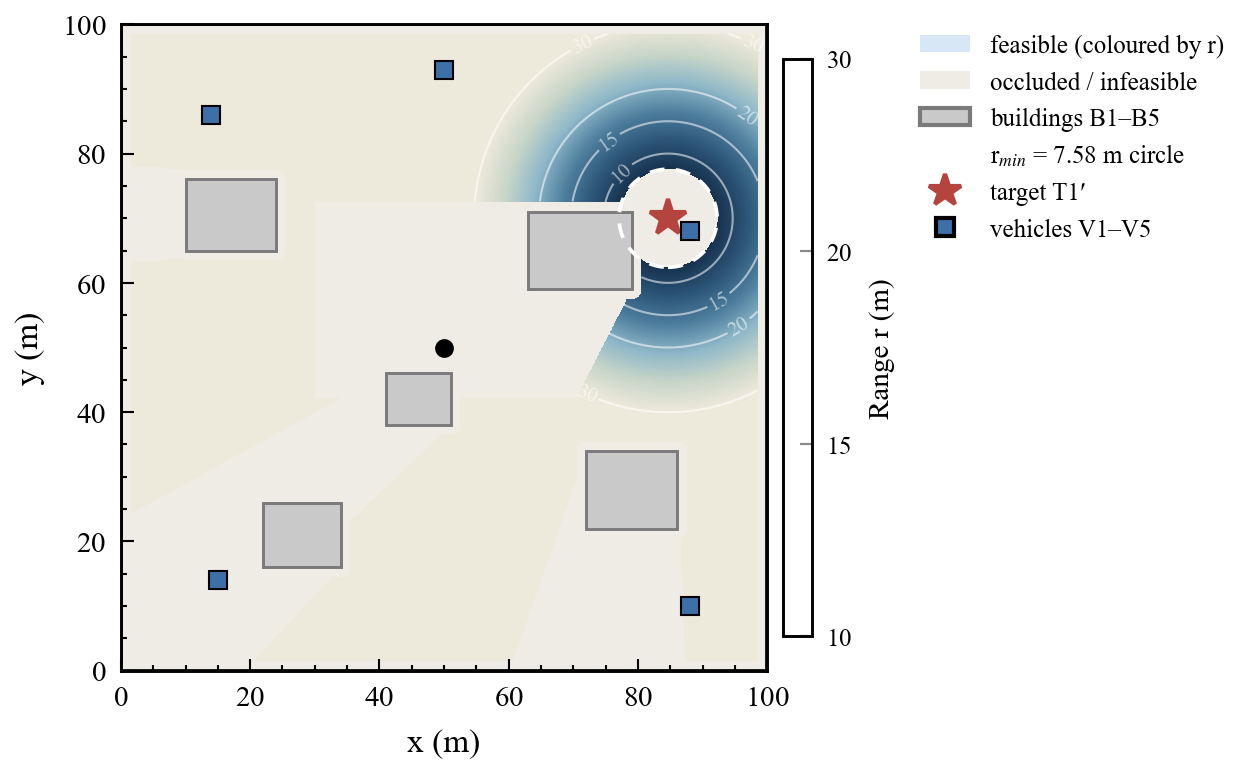 100
80
60
40
20
0
0
20
40
60
80
100
x (m)
y (m)
30
30
20
15
10
15
20
30
30
20
15
10
Range r (m)
feasible (coloured by r)
occluded / infeasible
buildings B1–B5
rmin = 7.58 m circle
target T1′
vehicles V1–V5